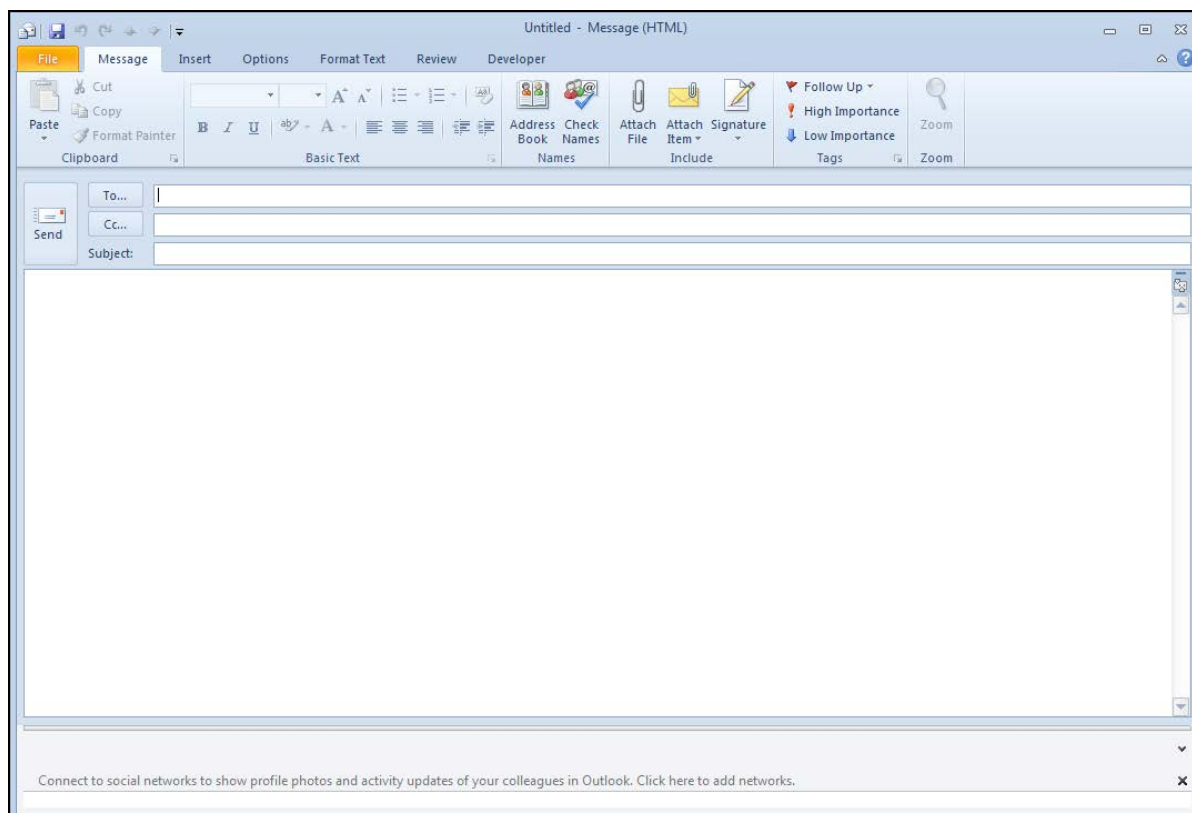 Untitled - Message (HTML)
File Message Insert Options Format Text Review Developer
Cut
Copy
Format Painter
Paste
Clipboard
B I U ab A
Basic Text
Address Book
Check Names
Names
Attach File
Attach Item
Signature
Include
Follow Up
High Importance
Low Importance
Tags
Zoom
Zoom
Send
To...
Cc...
Subject:
Connect to social networks to show profile photos and activity updates of your colleagues in Outlook. Click here to add networks.